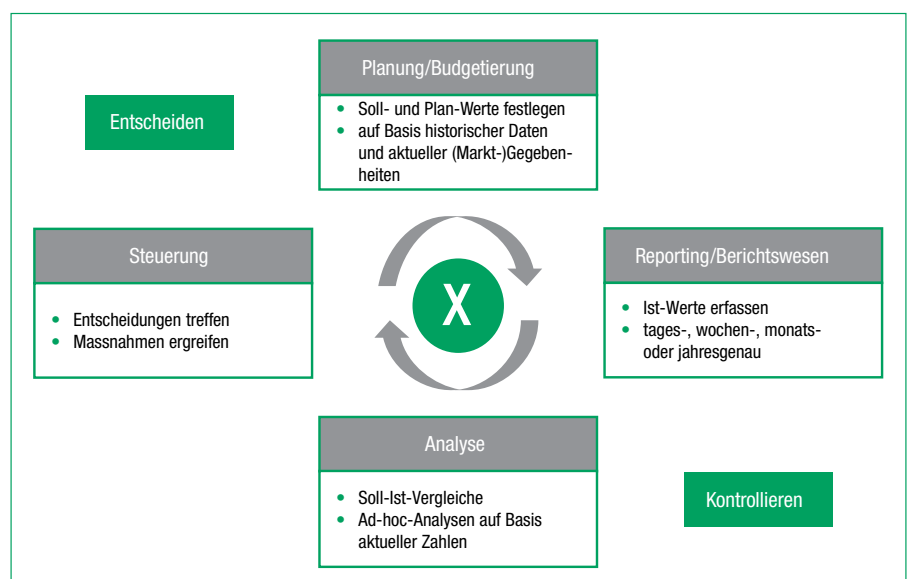 Planung/Budgetierung
• Soll- und Plan-Werte festlegen
• auf Basis historischer Daten
und aktueller (Markt-)Gegeben-
heiten
Entscheiden
Steuerung
• Entscheidungen treffen
• Massnahmen ergreifen
X
Reporting/Berichtswesen
• Ist-Werte erfassen
• tages-, wochen-, monats-
oder jahresgenau
Analyse
• Soll-Ist-Vergleiche
• Ad-hoc-Analysen auf Basis
aktueller Zahlen
Kontrollieren